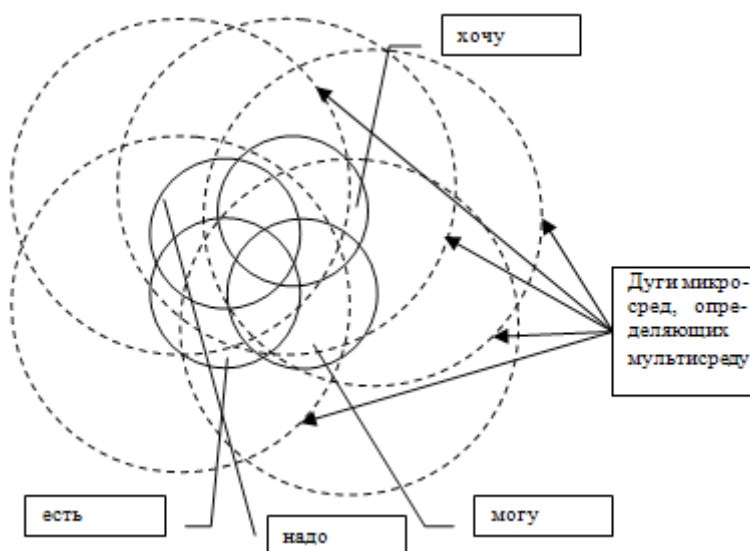 хочу
Дуги микро-
сред, опре-
деляющих
мультисреду
есть
надо
могу